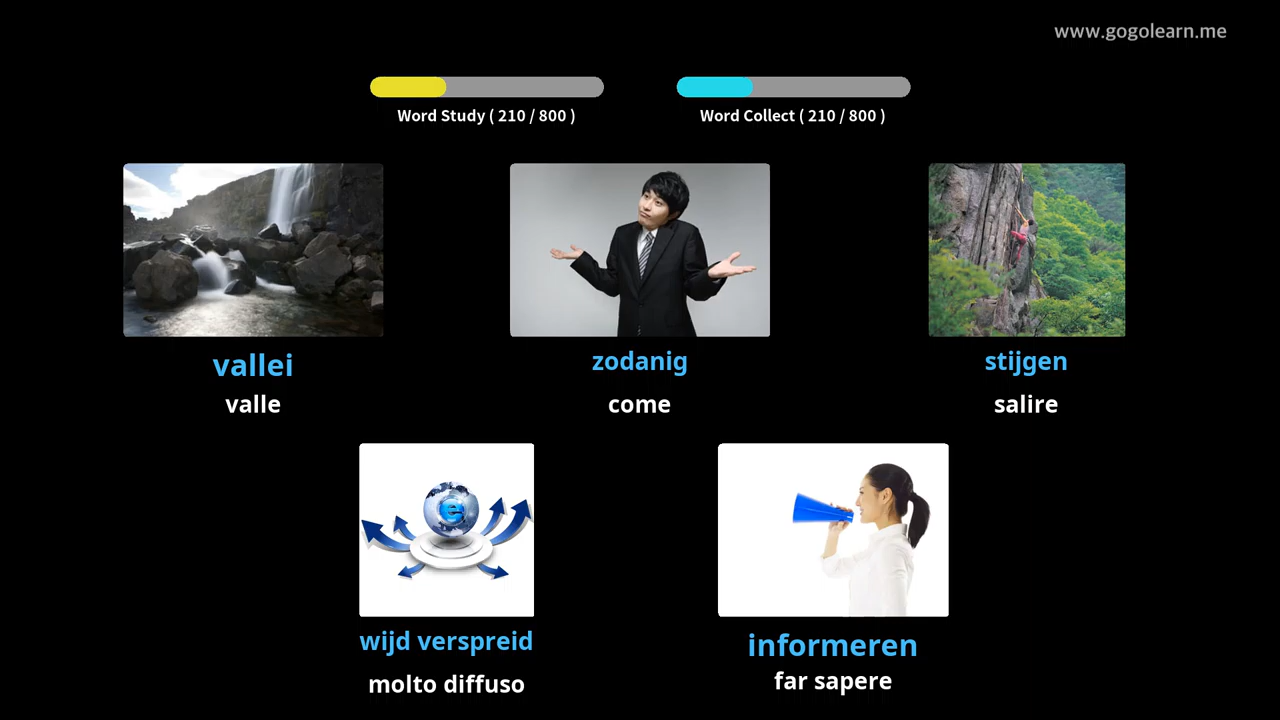 www.gogolearn.me
Word Study ( 210 / 800 )
Word Collect ( 210 / 800 )
vallei
valle
zodanig
come
stijgen
salire
e
wijd verspreid
molto diffuso
informeren
far sapere